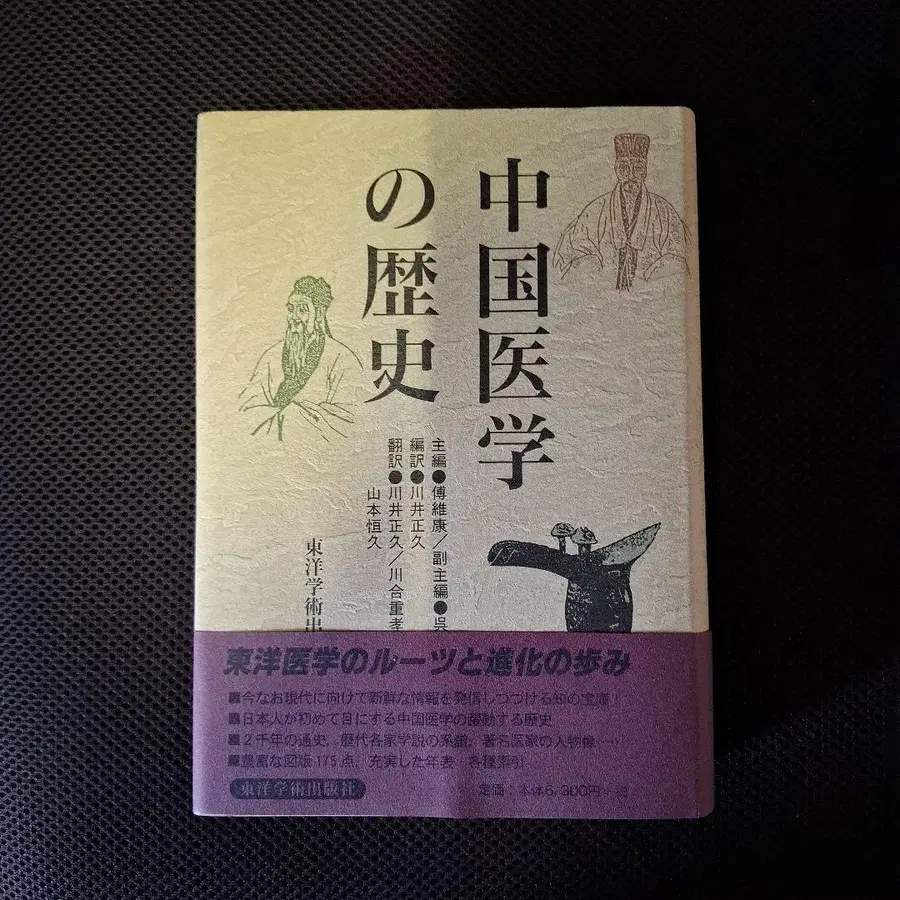 中国医学
の歴史
主編●傅維康／副主編●呉
編訳●川井正久
翻訳●川井正久／川合重孝
山本恒久
東洋学術出
東洋医学のルーツと進化の歩み
■今なお現代に向けて新鮮な情報を発信しつづける知の宝庫！
■日本人が初めて目にする中国医学の躍動する歴史
■２千年の通史、歴代各家学説の系譜、著名医家の人物像……
■豊富な図版175点、充実した年表・各種索引
東洋学術出版社
定価：本体6,300円